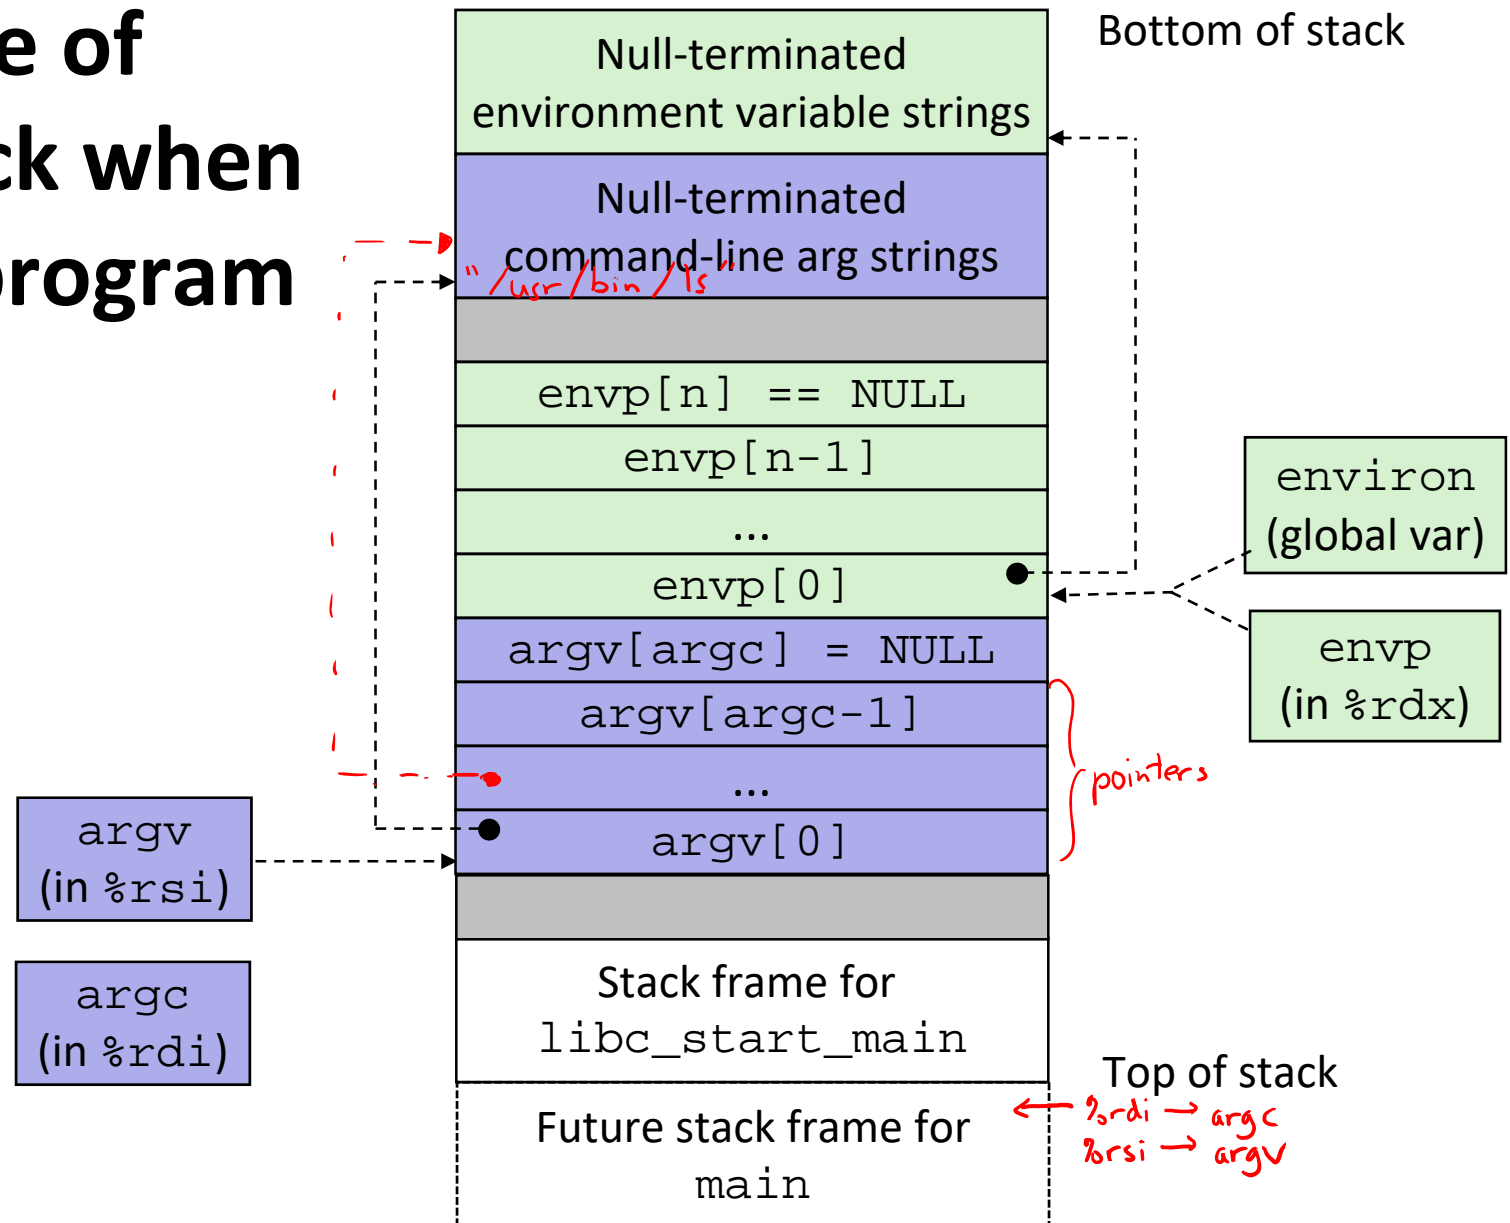 e of
ck when
program
Bottom of stack
Null-terminated
environment variable strings
Null-terminated
command-line arg strings
"/usr/bin/ls"
envp[n] == NULL
envp[n-1]
...
envp[0]
environ
(global var)
envp
(in %rdx)
argv[argc] = NULL
argv[argc-1]
...
argv[0]
pointers
argv
(in %rsi)
argc
(in %rdi)
Stack frame for
libc_start_main
Top of stack
%rdi → argc
%rsi → argv
Future stack frame for
main